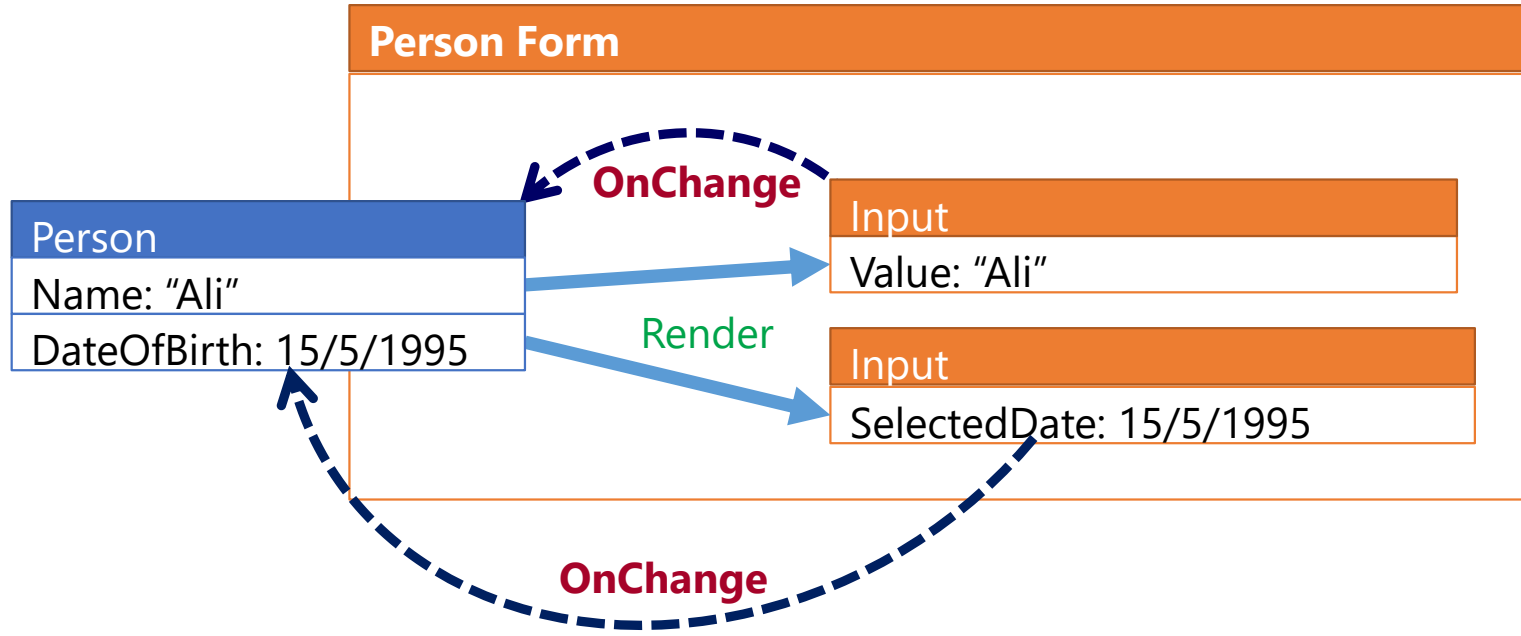 Person Form
OnChange
Person
Name: “Ali”
DateOfBirth: 15/5/1995
Input
Value: “Ali”
Render
Input
SelectedDate: 15/5/1995
OnChange